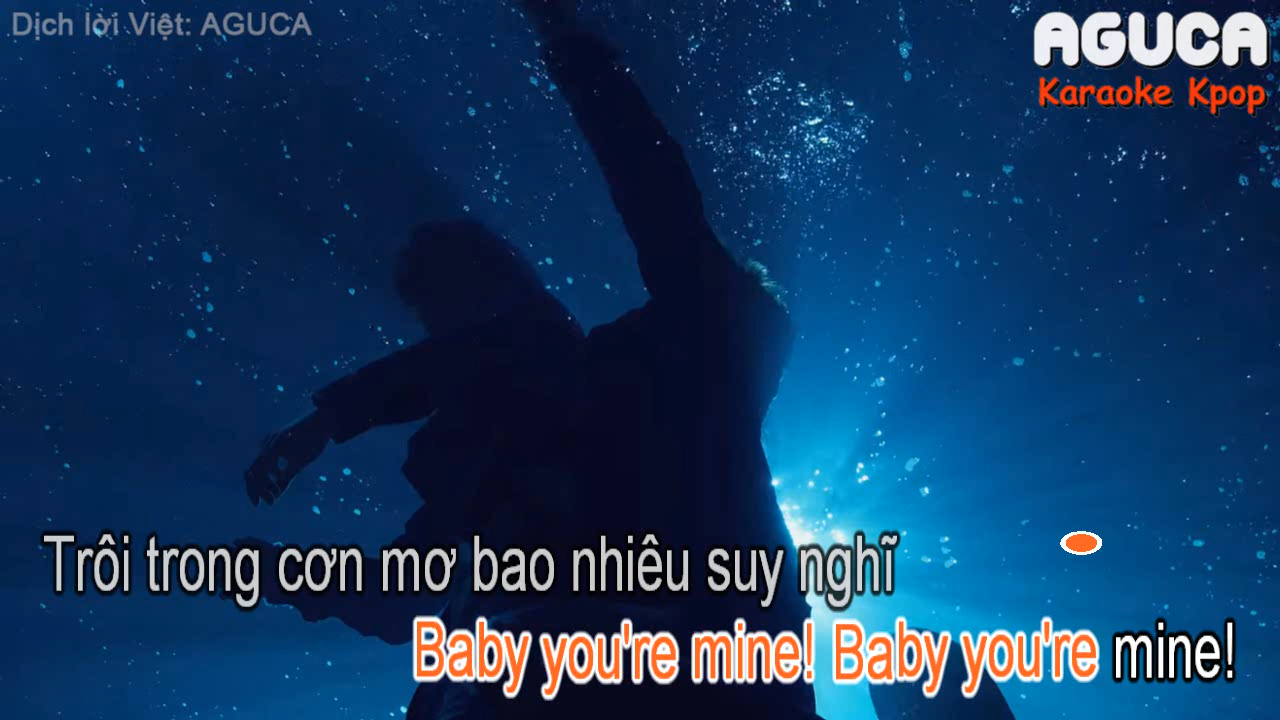 Dịch lời Việt: AGUCA
AGUCA
Karaoke Kpop
Trôi trong cơn mơ bao nhiêu suy nghĩ
Baby you're mine! Baby you're mine!